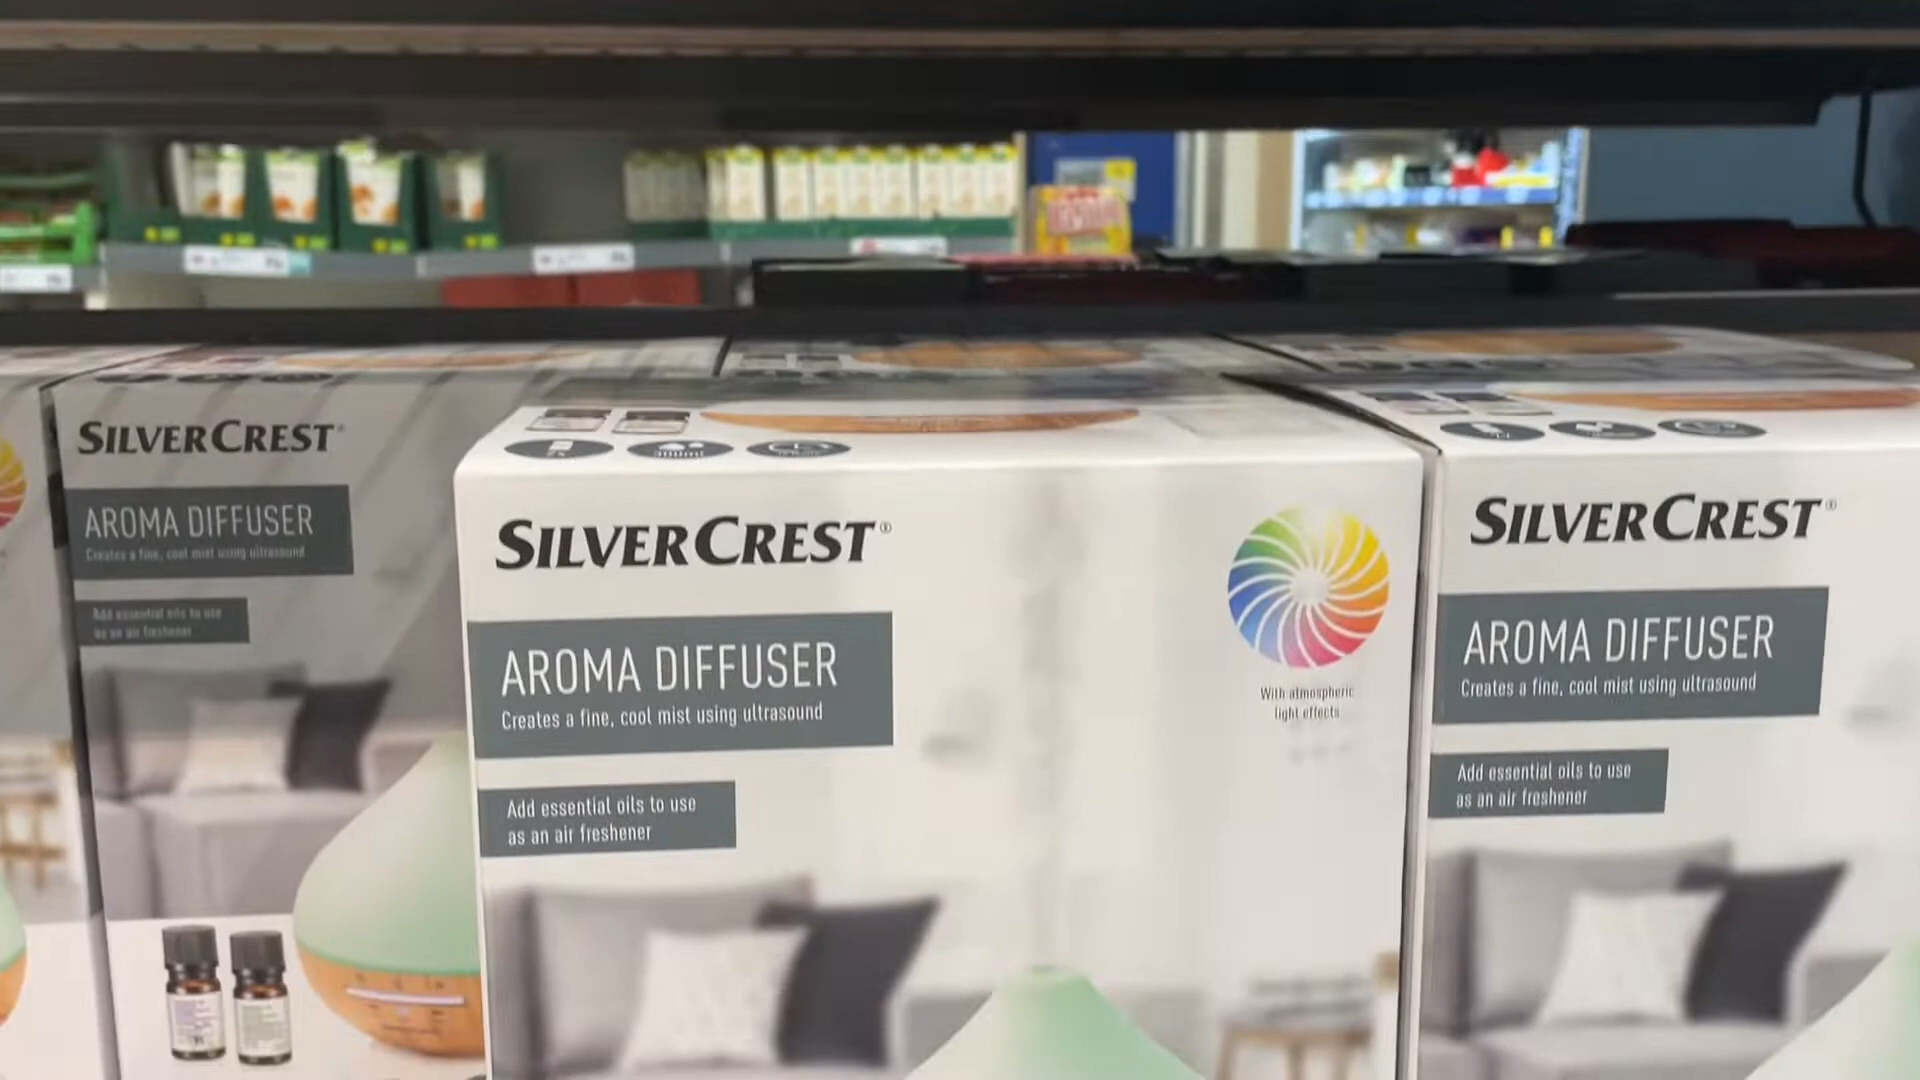 SILVERCREST®
AROMA DIFFUSER
Creates a fine, cool mist using ultrasound
Add essential oils to use
as an air freshener
300ml
SILVERCREST®
AROMA DIFFUSER
Creates a fine, cool mist using ultrasound
Add essential oils to use
as an air freshener
With atmospheric
light effects
SILVERCREST®
AROMA DIFFUSER
Creates a fine, cool mist using ultrasound
Add essential oils to use
as an air freshener